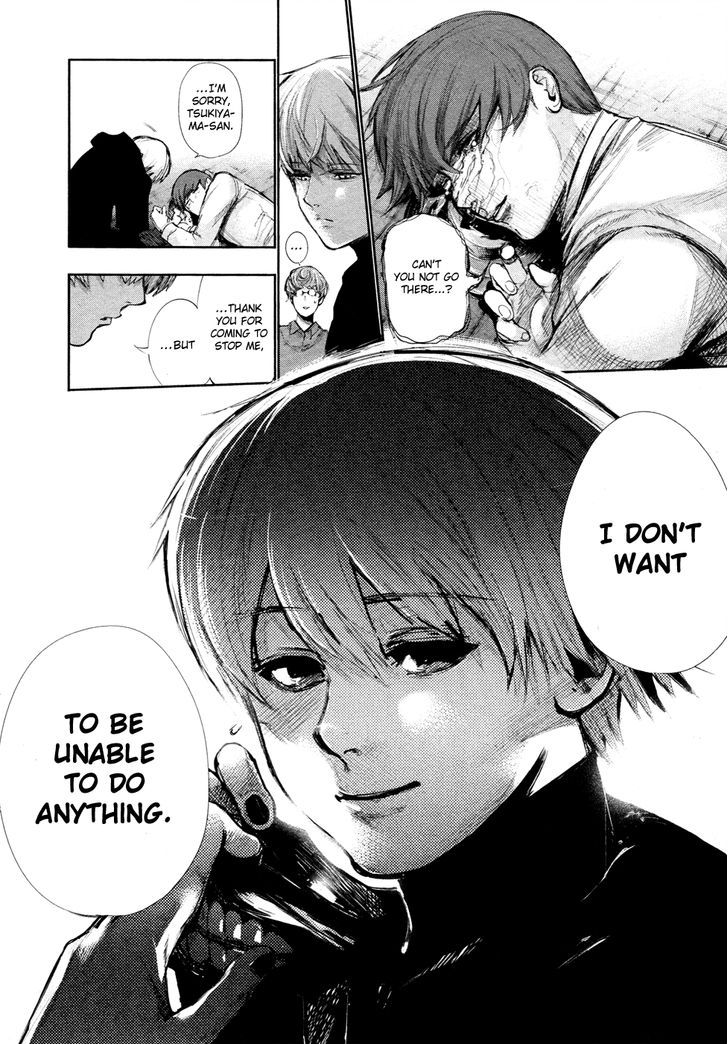 CAN'T
YOU NOT GO
THERE...?
...
...I'M
SORRY,
TSUKIYA-
MA-SAN.
...THANK
YOU FOR
COMING TO
STOP ME,
...BUT
I DON'T
WANT
TO BE
UNABLE
TO DO
ANYTHING.